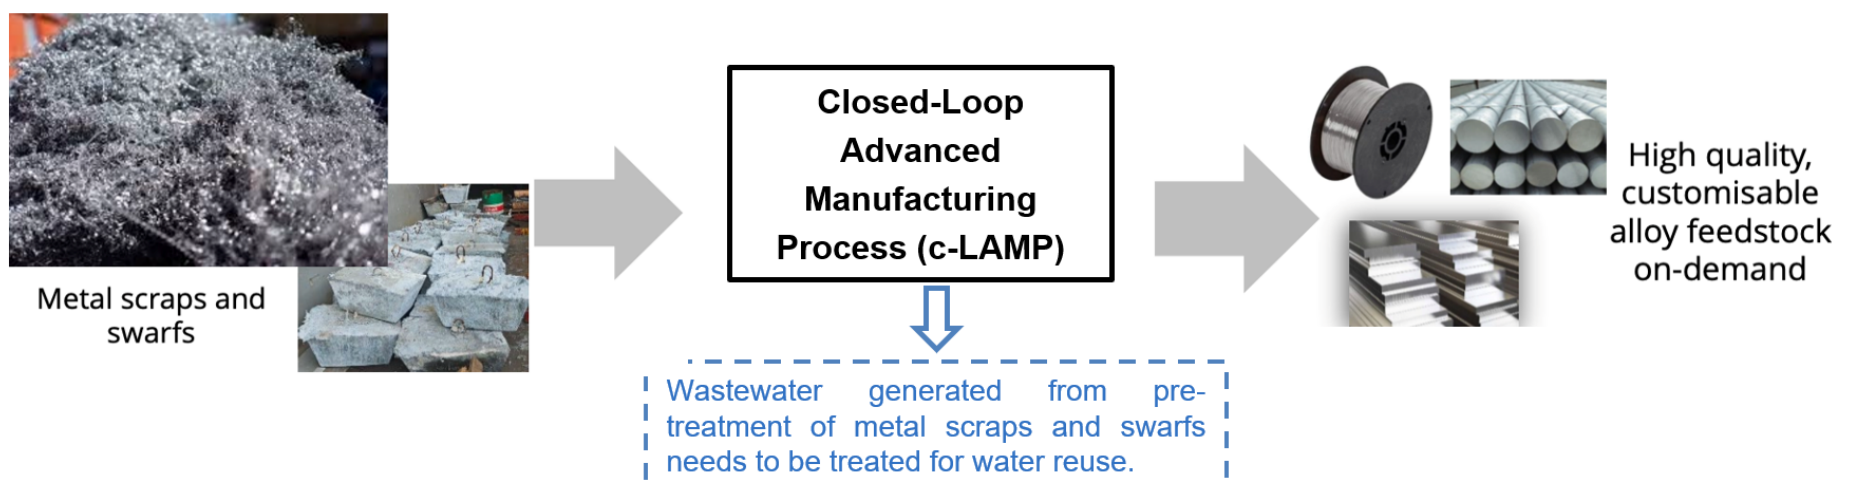 Metal scraps and
swarfs
Closed-Loop
Advanced
Manufacturing
Process (c-LAMP)
Wastewater generated from pre-
treatment of metal scraps and swarfs
needs to be treated for water reuse.
High quality,
customisable
alloy feedstock
on-demand